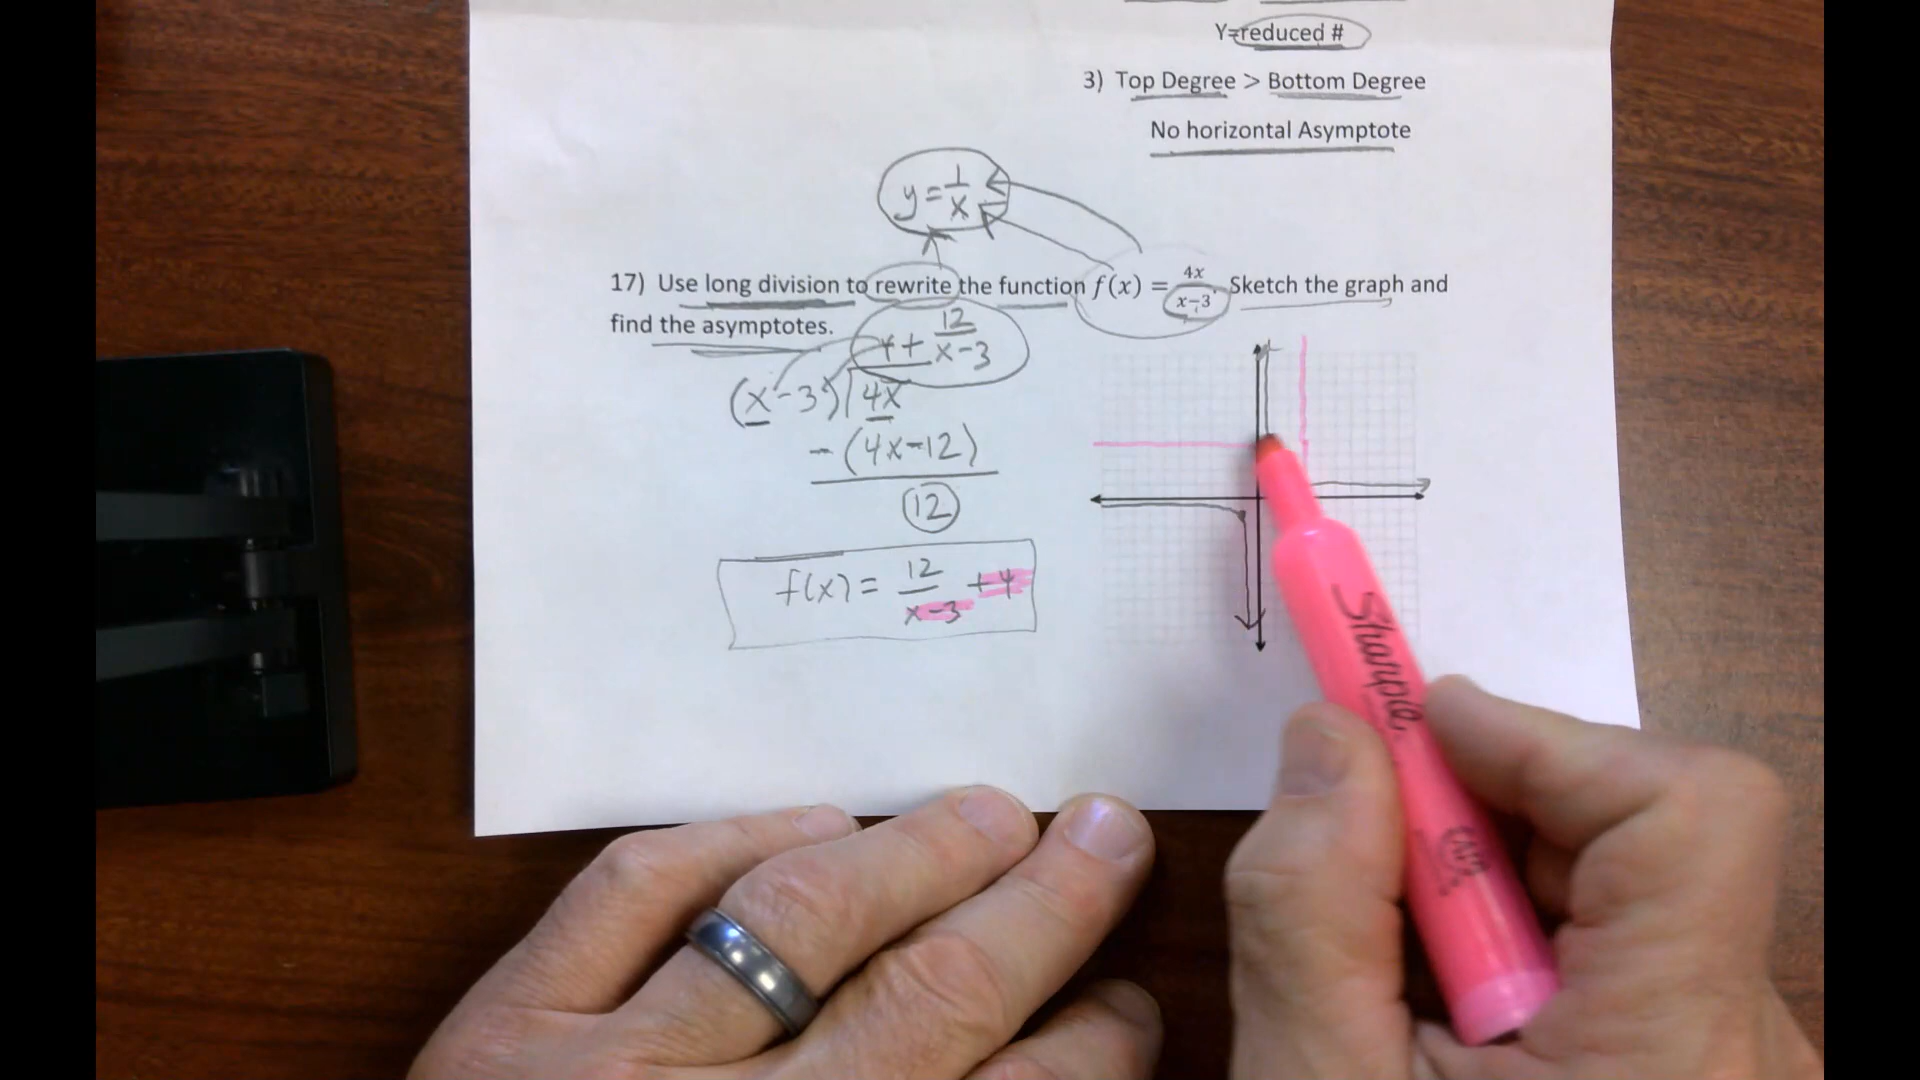 Y=reduced #
3) Top Degree > Bottom Degree
No horizontal Asymptote
y = 1/x
17) Use long division to rewrite the function f(x) = 4x/(x-3). Sketch the graph and
find the asymptotes.
4 + 12/(x-3)
(x-3) 4x
-(4x-12)
12
f(x) = 12/(x-3) + 4
Sharpie